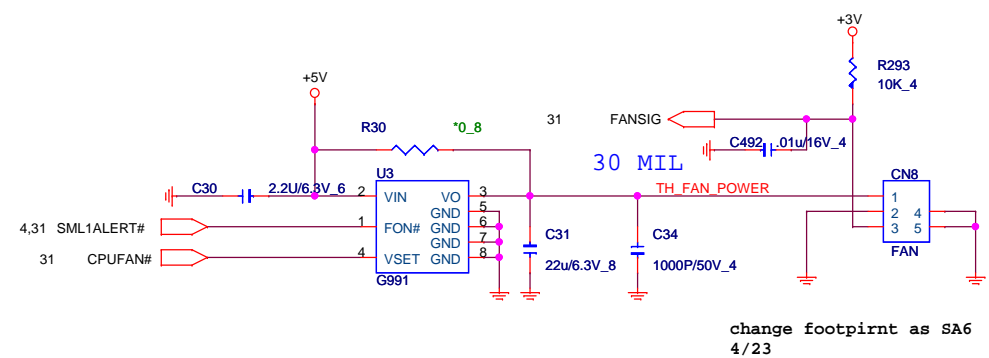 +3V
R293
10K_4
+5V
R30 *0_8
31 FANSIG
C492 .01u/16V_4
30 MIL
U3
CN8
C30 2.2U/6.3V_6
2 VIN VO 3
TH_FAN_POWER
1
GND 5
4,31 SML1ALERT# 1 FON# GND 6
2 4
3 5
GND 7
31 CPUFAN# 4 VSET GND 8
C31
22u/6.3V_8
C34
1000P/50V_4
FAN
G991
change footpirnt as SA6
4/23